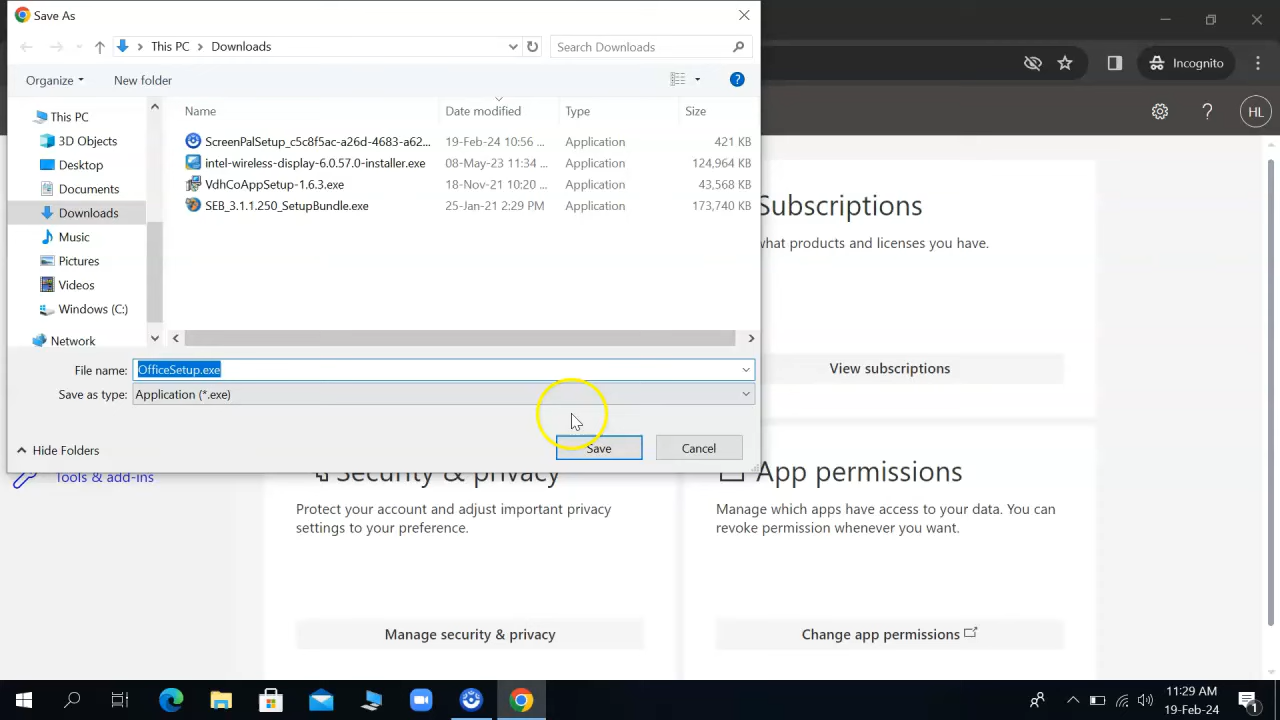 Save As
This PC
Downloads
Search Downloads
Incognito
Organize
New folder
?
HL
Name
Date modified
Type
Size
This PC
3D Objects
Desktop
Documents
Downloads
Music
Pictures
Videos
Windows (C:)
Network
ScreenPalSetup_c5c8f5ac-a26d-4683-a62... 19-Feb-24 10:56 ... Application 421 KB
intel-wireless-display-6.0.57.0-installer.exe 08-May-23 11:34 ... Application 124,964 KB
VdhCoAppSetup-1.6.3.exe 18-Nov-21 10:20 ... Application 43,568 KB
SEB_3.1.1.250_SetupBundle.exe 25-Jan-21 2:29 PM Application 173,740 KB
File name: OfficeSetup.exe
Save as type: Application (*.exe)
Hide Folders
Save
Cancel
Subscriptions
what products and licenses you have.
View subscriptions
Tools & add-ins
Security & privacy
Protect your account and adjust important privacy
settings to your preference.
Manage security & privacy
App permissions
Manage which apps have access to your data. You can
revoke permission whenever you want.
Change app permissions
11:29 AM
19-Feb-24
1